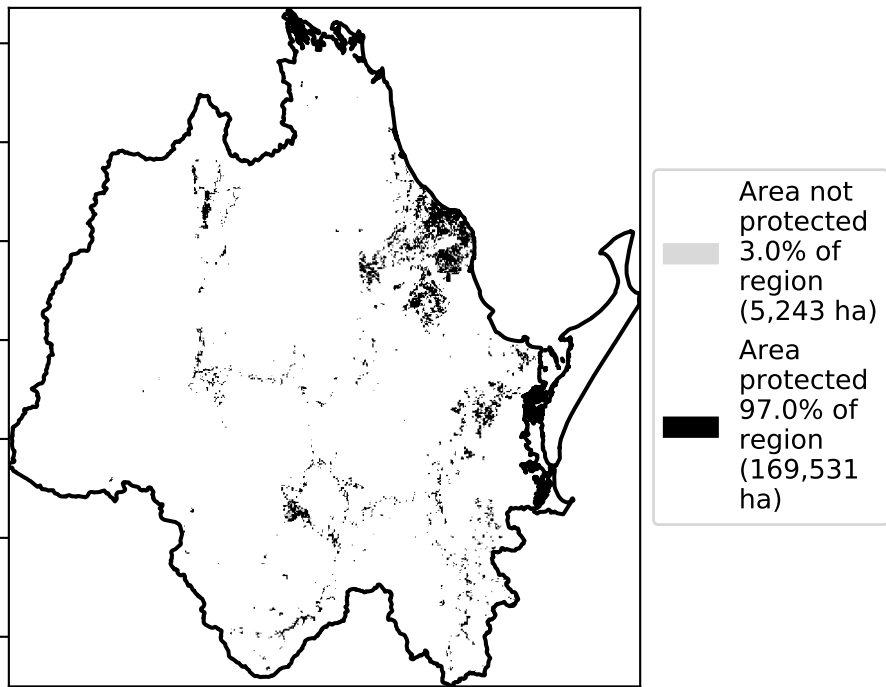 Area not
protected
3.0% of
region
(5,243 ha)
Area
protected
97.0% of
region
(169,531
ha)